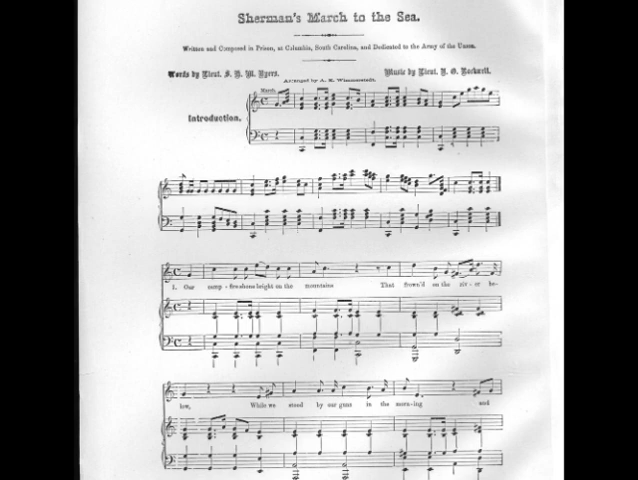 Sherman's March to the Sea.
Written and Composed in Prison, at Columbia, South Carolina, and Dedicated to the Army of the Union.
Words by Lieut. S. H. M. Byers. Music by Lieut. J. O. Rockwell.
Arranged by A. E. Wimmerstedt.
March.
Introduction.
1. Our camp - fires shone bright on the mountains That frown'd on the riv - er be-
low, While we stood by our guns in the morn - ing and